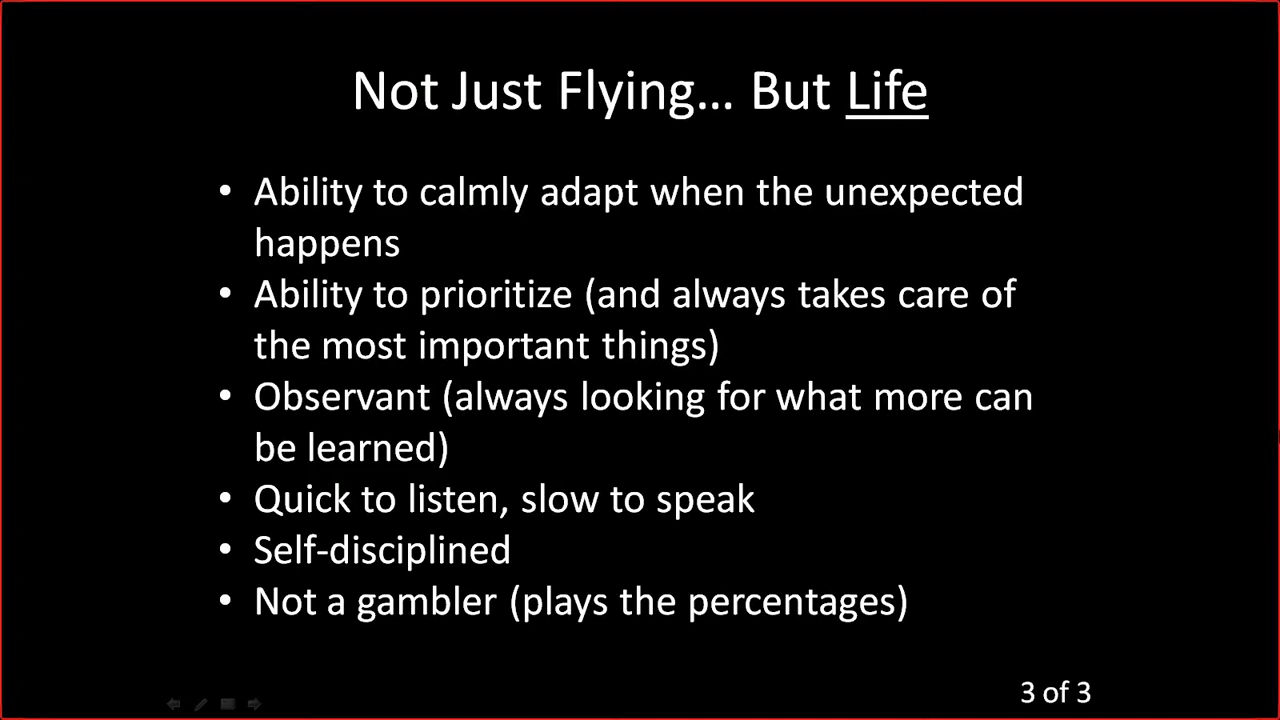 Not Just Flying... But Life
• Ability to calmly adapt when the unexpected
happens
• Ability to prioritize (and always takes care of
the most important things)
• Observant (always looking for what more can
be learned)
• Quick to listen, slow to speak
• Self-disciplined
• Not a gambler (plays the percentages)
3 of 3